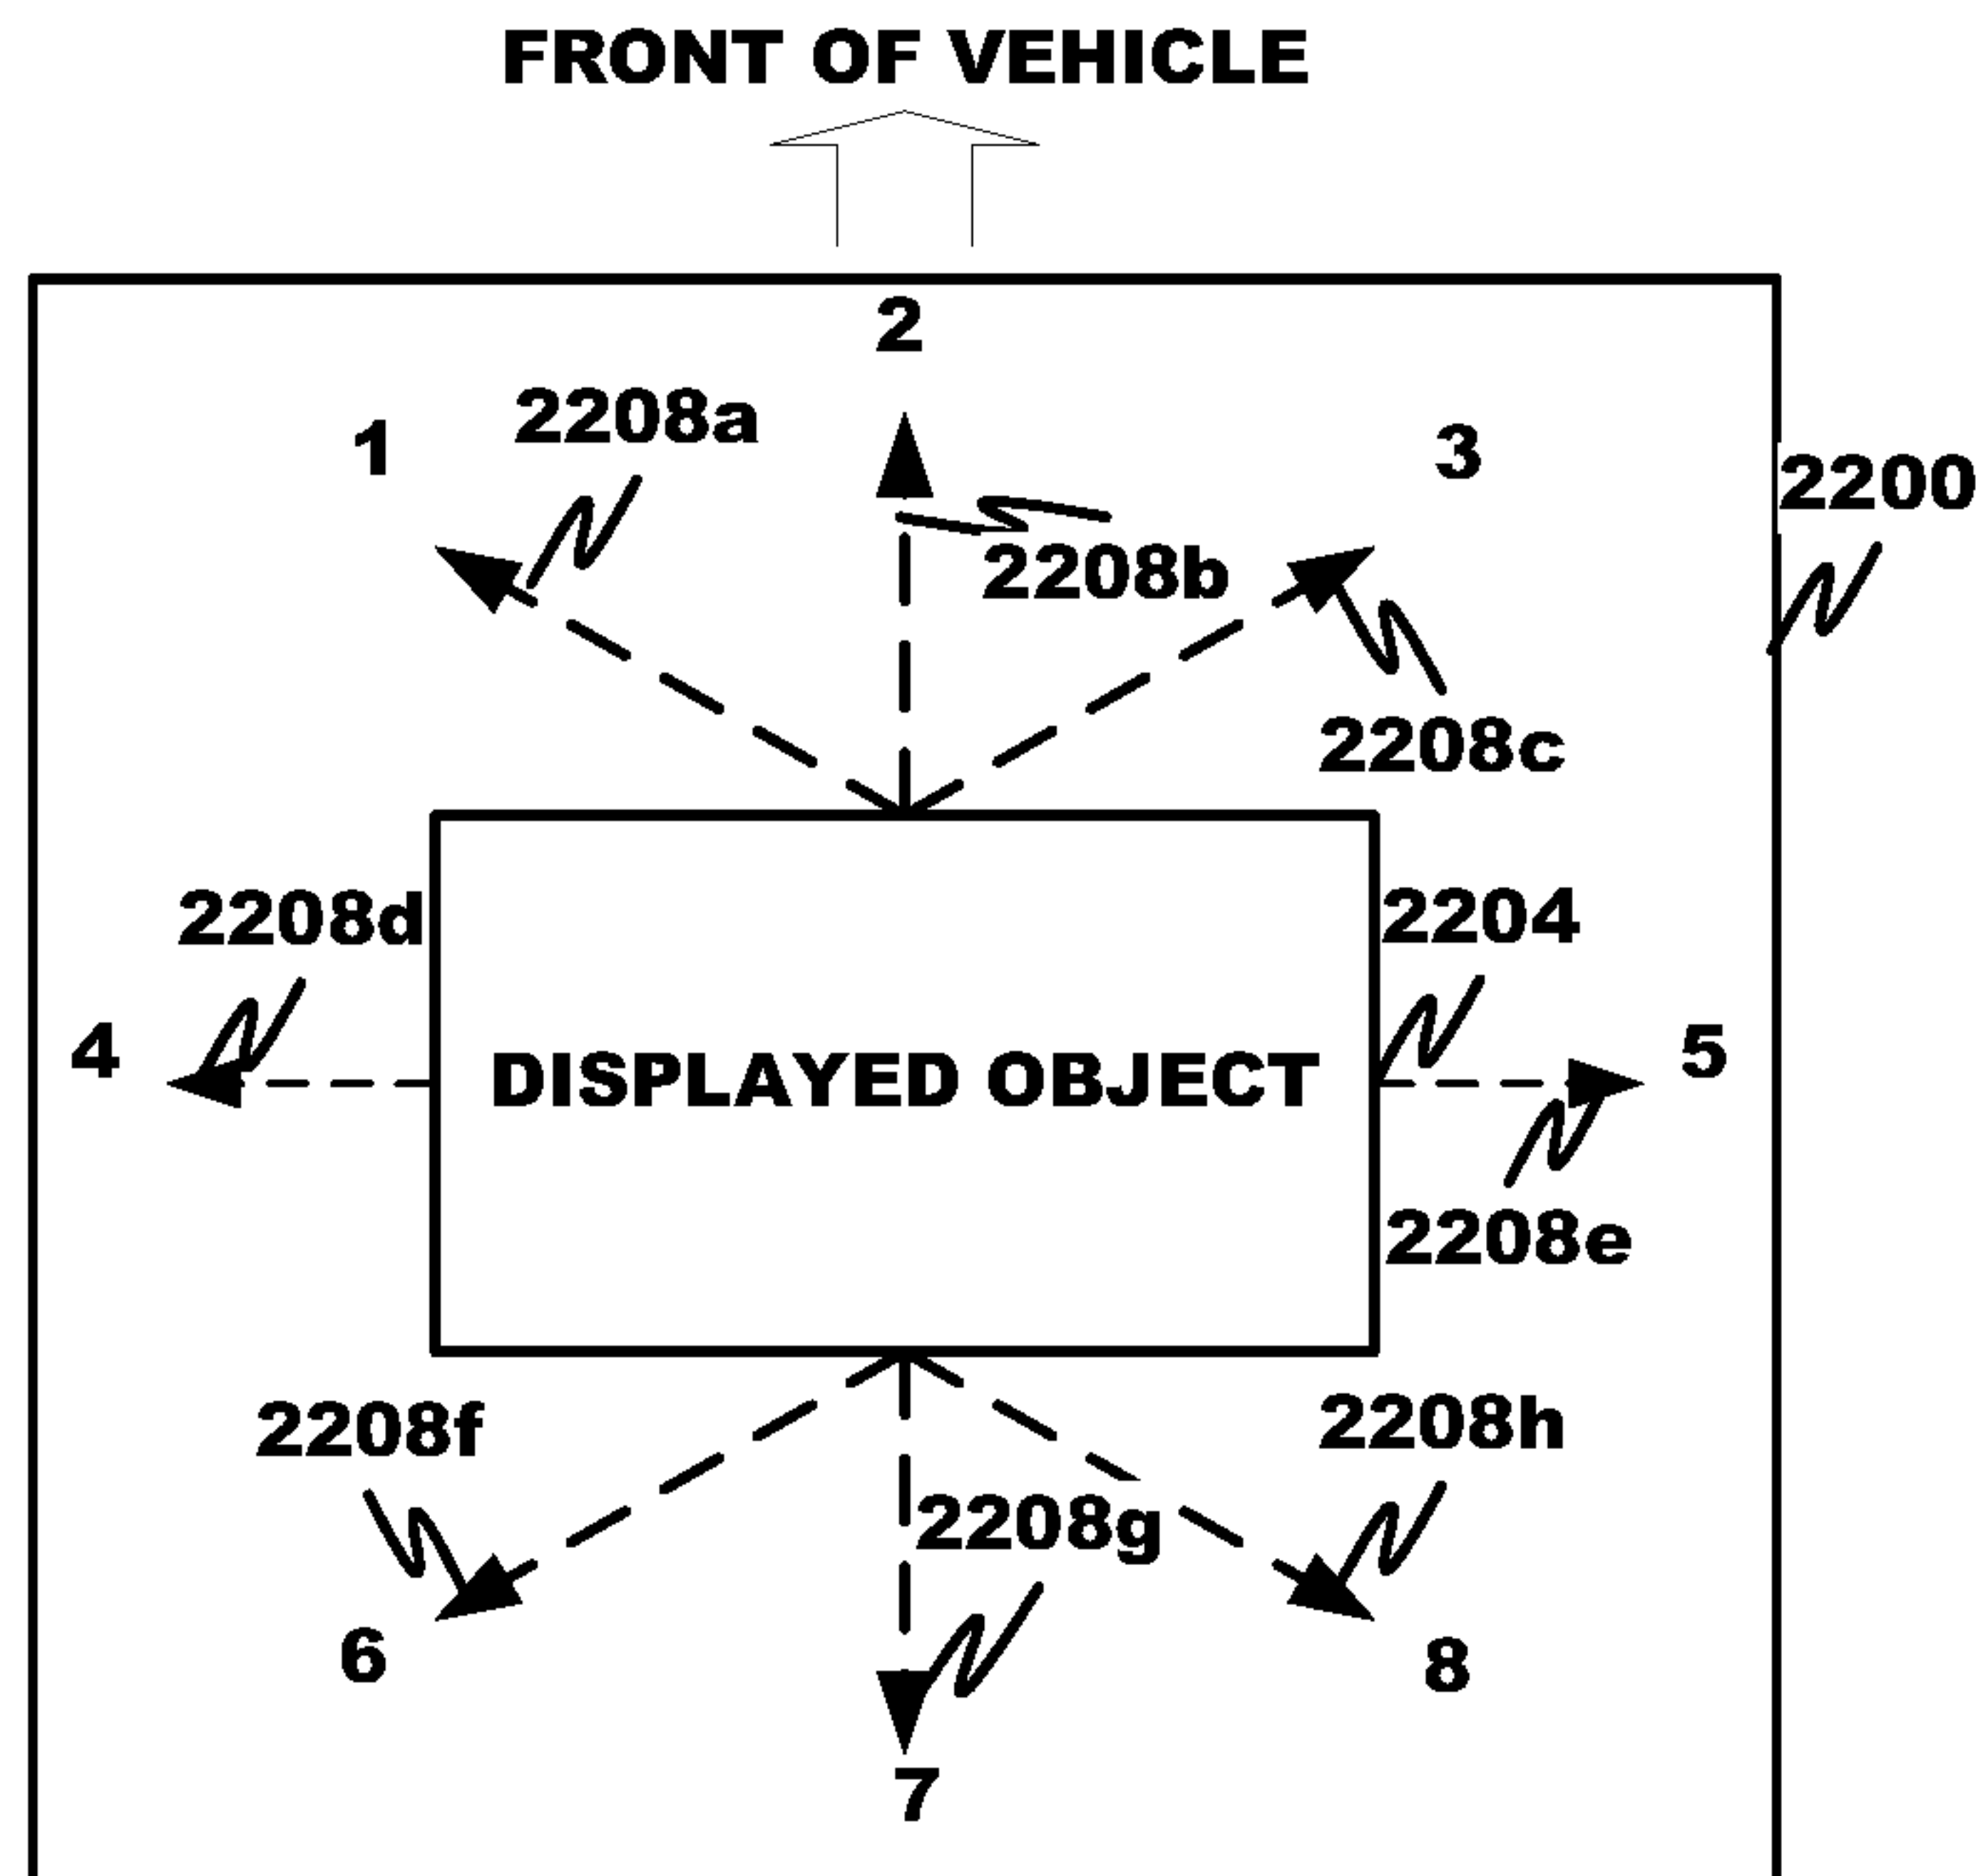 FRONT OF VEHICLE
2
2208a
1
3
2200
2208b
2208c
2208d
2204
4
5
DISPLAYED OBJECT
2208e
2208f
2208h
2208g
6
8
7